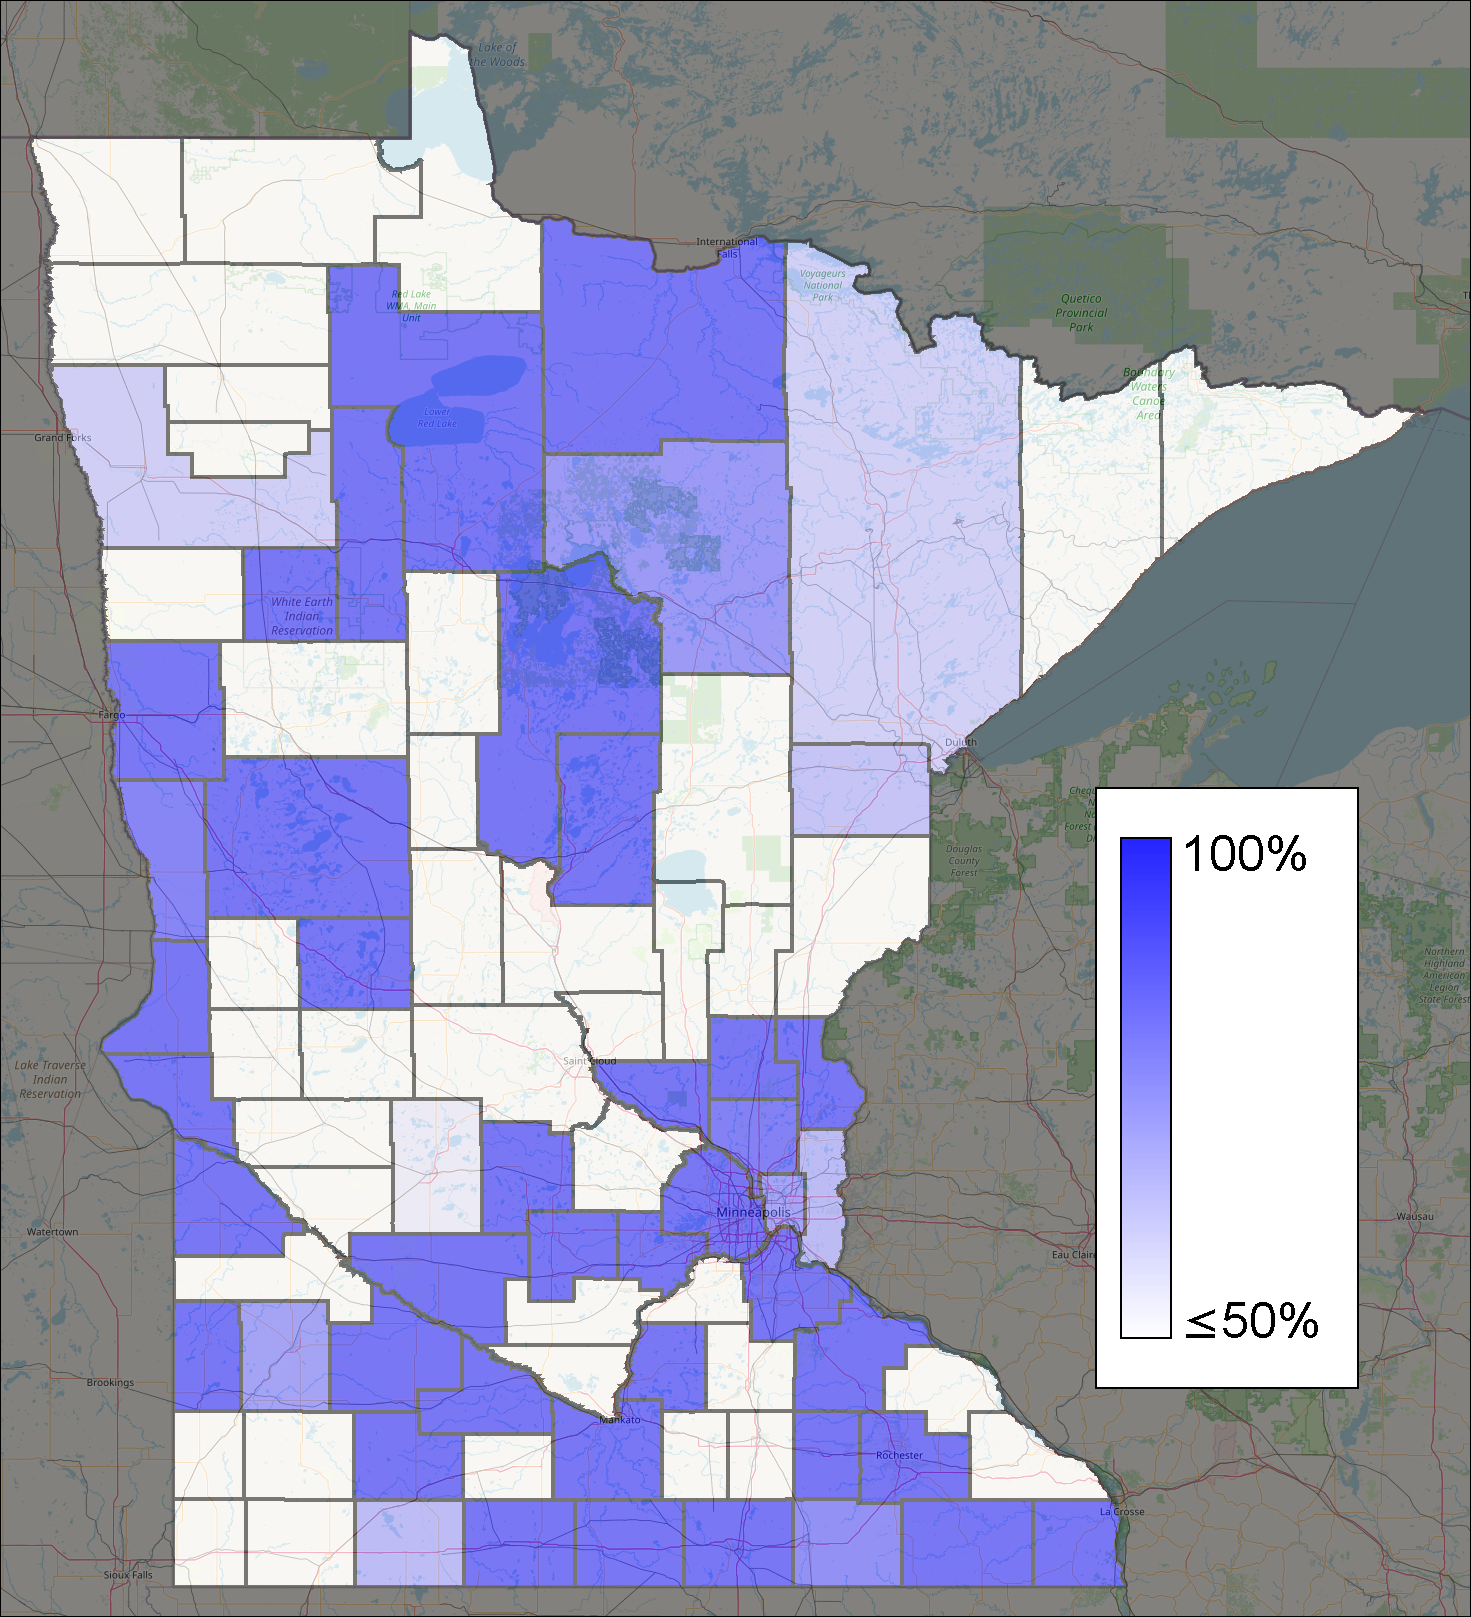 Lake of
the Woods
International
Falls
Voyageurs
National
Park
Red Lake
WMA, Main
Unit
Quetico
Provincial
Park
Boundary
Waters
Canoe
Area
Grand Forks
Lower
Red Lake
White Earth
Indian
Reservation
Fargo
Duluth
Douglas
County
Forest
100%
Northern
Highland
American
Legion
State Forest
Lake Traverse
Indian
Reservation
Saint Cloud
Minneapolis
Watertown
Wausau
Eau Claire
≤50%
Brookings
Mankato
Rochester
La Crosse
Sioux Falls